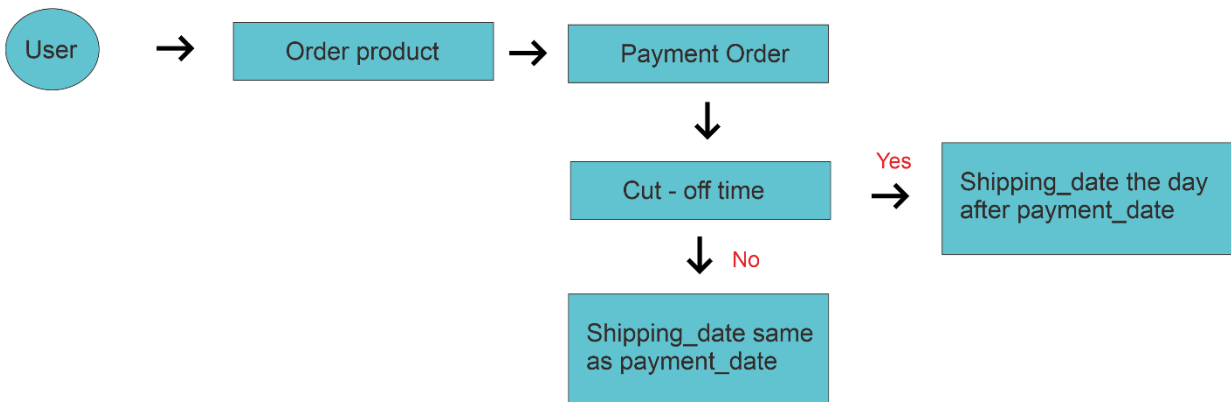 User
Order product
Payment Order
Cut - off time
Yes
Shipping_date the day
after payment_date
No
Shipping_date same
as payment_date